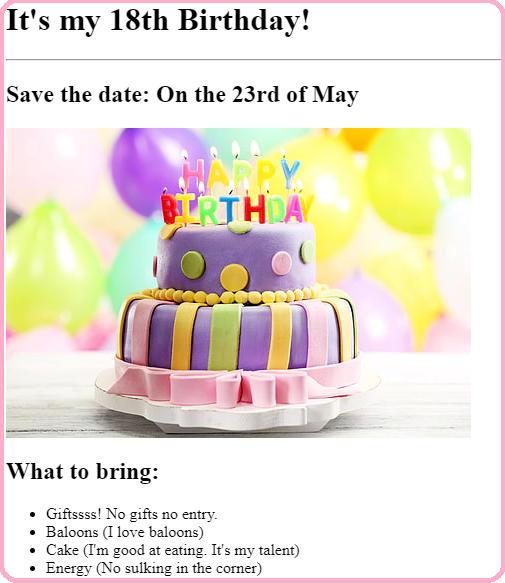 It's my 18th Birthday!
Save the date: On the 23rd of May
HAPPY
BIRTHDAY
What to bring:
Giftssss! No gifts no entry.
Baloons (I love baloons)
Cake (I'm good at eating. It's my talent)
Energy (No sulking in the corner)